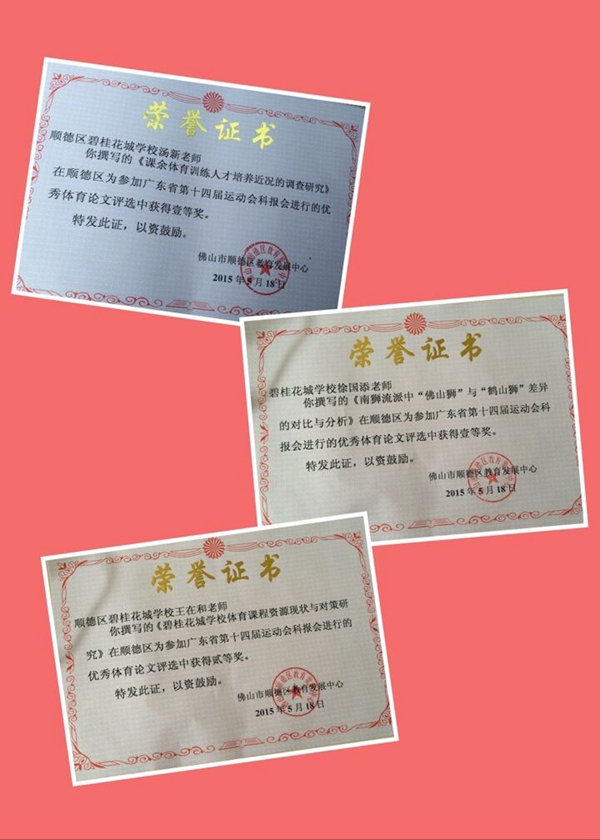 荣誉证书
顺德区碧桂花城学校汤新老师
你撰写的《课余体育训练人才培养近况的调查研究》
在顺德区为参加广东省第十四届运动会科报会进行的优
秀体育论文评选中获得壹等奖。
特发此证，以资鼓励。
佛山市顺德区教育发展中心
2015年5月18日
荣誉证书
碧桂花城学校徐国添老师
你撰写的《南狮流派中“佛山狮”与“鹤山狮”差异
的对比与分析》在顺德区为参加广东省第十四届运动会科
报会进行的优秀体育论文评选中获得壹等奖。
特发此证，以资鼓励。
佛山市顺德区教育发展中心
2015年5月18日
荣誉证书
顺德区碧桂花城学校王在和老师
你撰写的《碧桂花城学校体育课程资源现状与对策研
究》在顺德区为参加广东省第十四届运动会科报会进行的
优秀体育论文评选中获得贰等奖。
特发此证，以资鼓励。
佛山市顺德区教育发展中心
2015年5月18日